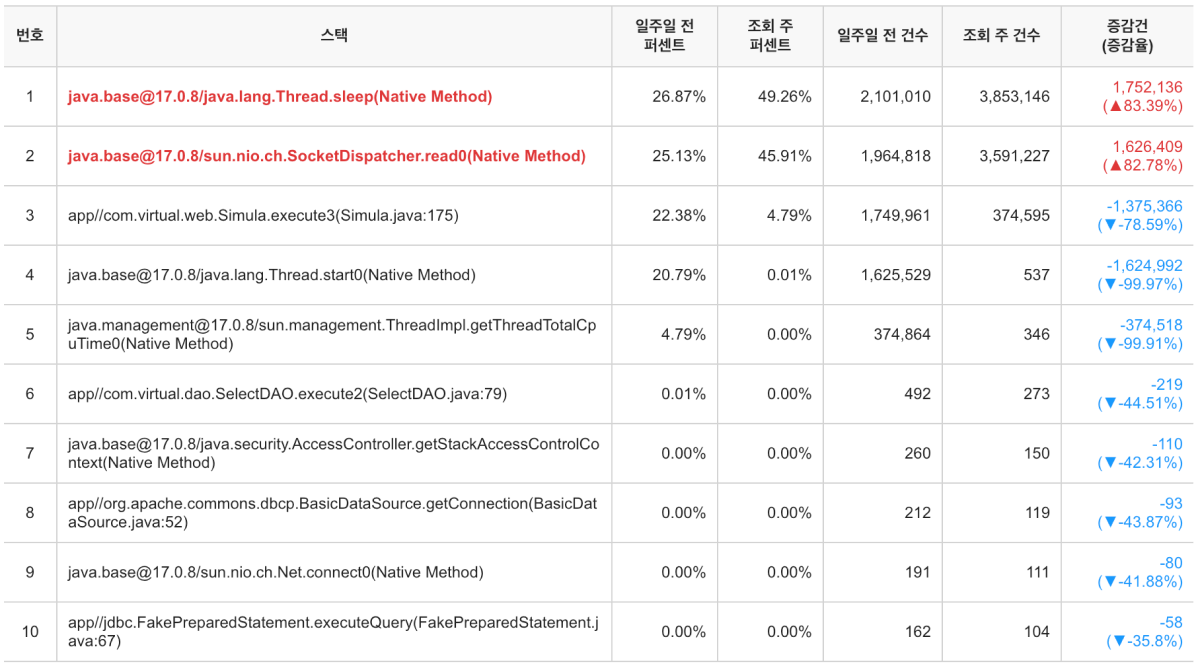 번호
스택
일주일 전
퍼센트
조회 주
퍼센트
일주일 전 건수
조회 주 건수
증감건
(증감율)
1
java.base@17.0.8/java.lang.Thread.sleep(Native Method)
26.87%
49.26%
2,101,010
3,853,146
1,752,136
(▲83.39%)
2
java.base@17.0.8/sun.nio.ch.SocketDispatcher.read0(Native Method)
25.13%
45.91%
1,964,818
3,591,227
1,626,409
(▲82.78%)
3
app//com.virtual.web.Simula.execute3(Simula.java:175)
22.38%
4.79%
1,749,961
374,595
-1,375,366
(▼-78.59%)
4
java.base@17.0.8/java.lang.Thread.start0(Native Method)
20.79%
0.01%
1,625,529
537
-1,624,992
(▼-99.97%)
5
java.management@17.0.8/sun.management.ThreadImpl.getThreadTotalCp
uTime0(Native Method)
4.79%
0.00%
374,864
346
-374,518
(▼-99.91%)
6
app//com.virtual.dao.SelectDAO.execute2(SelectDAO.java:79)
0.01%
0.00%
492
273
-219
(▼-44.51%)
7
java.base@17.0.8/java.security.AccessController.getStackAccessControlCo
ntext(Native Method)
0.00%
0.00%
260
150
-110
(▼-42.31%)
8
app//org.apache.commons.dbcp.BasicDataSource.getConnection(BasicDat
aSource.java:52)
0.00%
0.00%
212
119
-93
(▼-43.87%)
9
java.base@17.0.8/sun.nio.ch.Net.connect0(Native Method)
0.00%
0.00%
191
111
-80
(▼-41.88%)
10
app//jdbc.FakePreparedStatement.executeQuery(FakePreparedStatement.j
ava:67)
0.00%
0.00%
162
104
-58
(▼-35.8%)